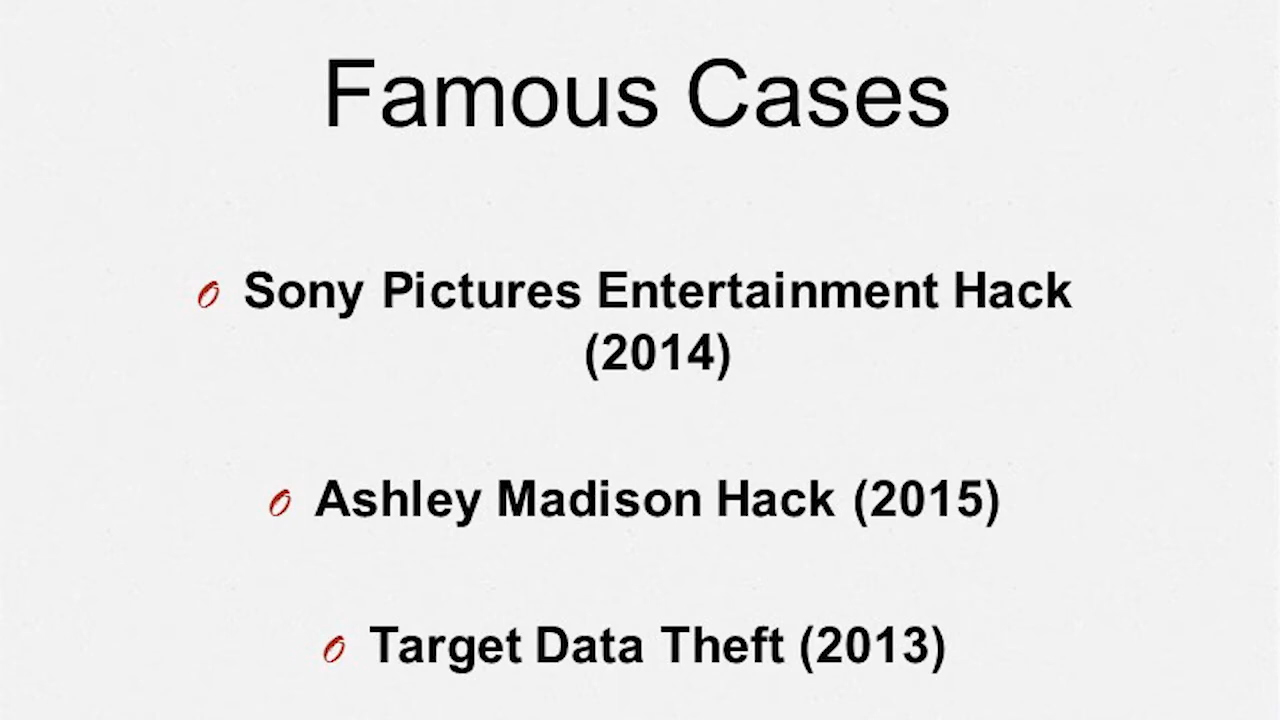 Famous Cases
Sony Pictures Entertainment Hack
(2014)
Ashley Madison Hack (2015)
Target Data Theft (2013)